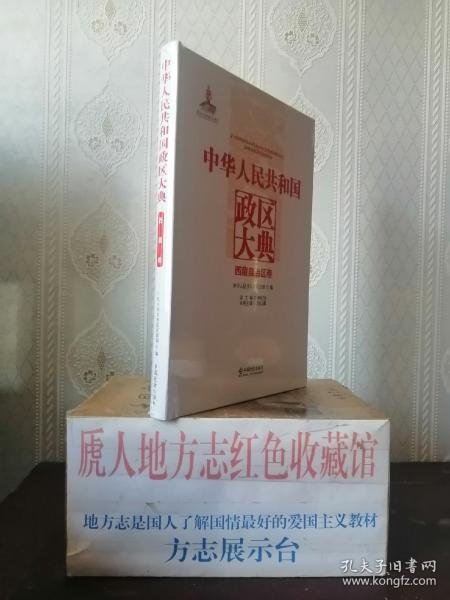 中华人民共和国政区大典
中华人民共和国
政区
大典
西藏自治区卷
虒人地方志红色收藏馆
地方志是国人了解国情最好的爱国主义教材
方志展示台
孔夫子旧书网
www.kongfz.com